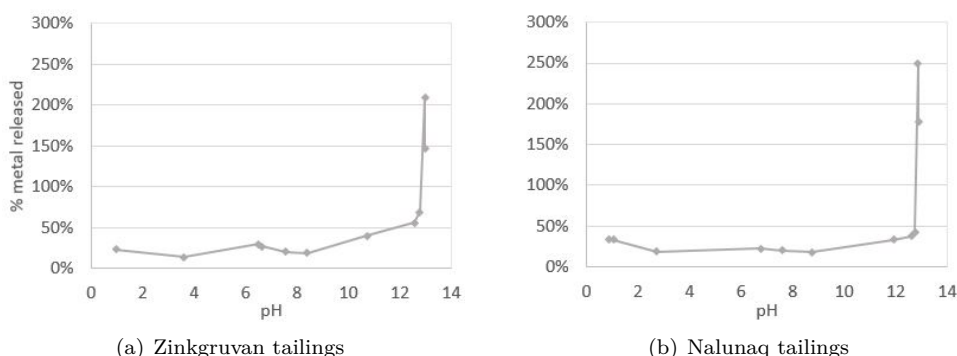 300%
250%
200%
150%
100%
50%
0%
% metal released
0 2 4 6 8 10 12 14
pH
(a) Zinkgruvan tailings
300%
250%
200%
150%
100%
50%
0%
0 2 4 6 8 10 12 14
pH
(b) Nalunaq tailings